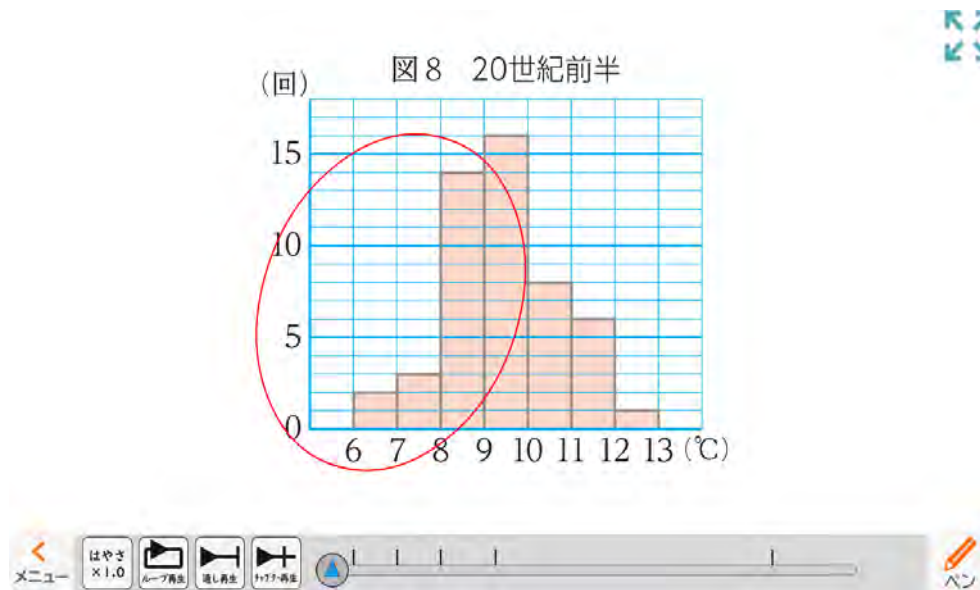 図8 20世紀前半
(回)
15
10
5
0
6 7 8 9 10 11 12 13 (℃)
メニュー
はやさ
×1.0
ループ再生
通し再生
チャプター再生
ペン